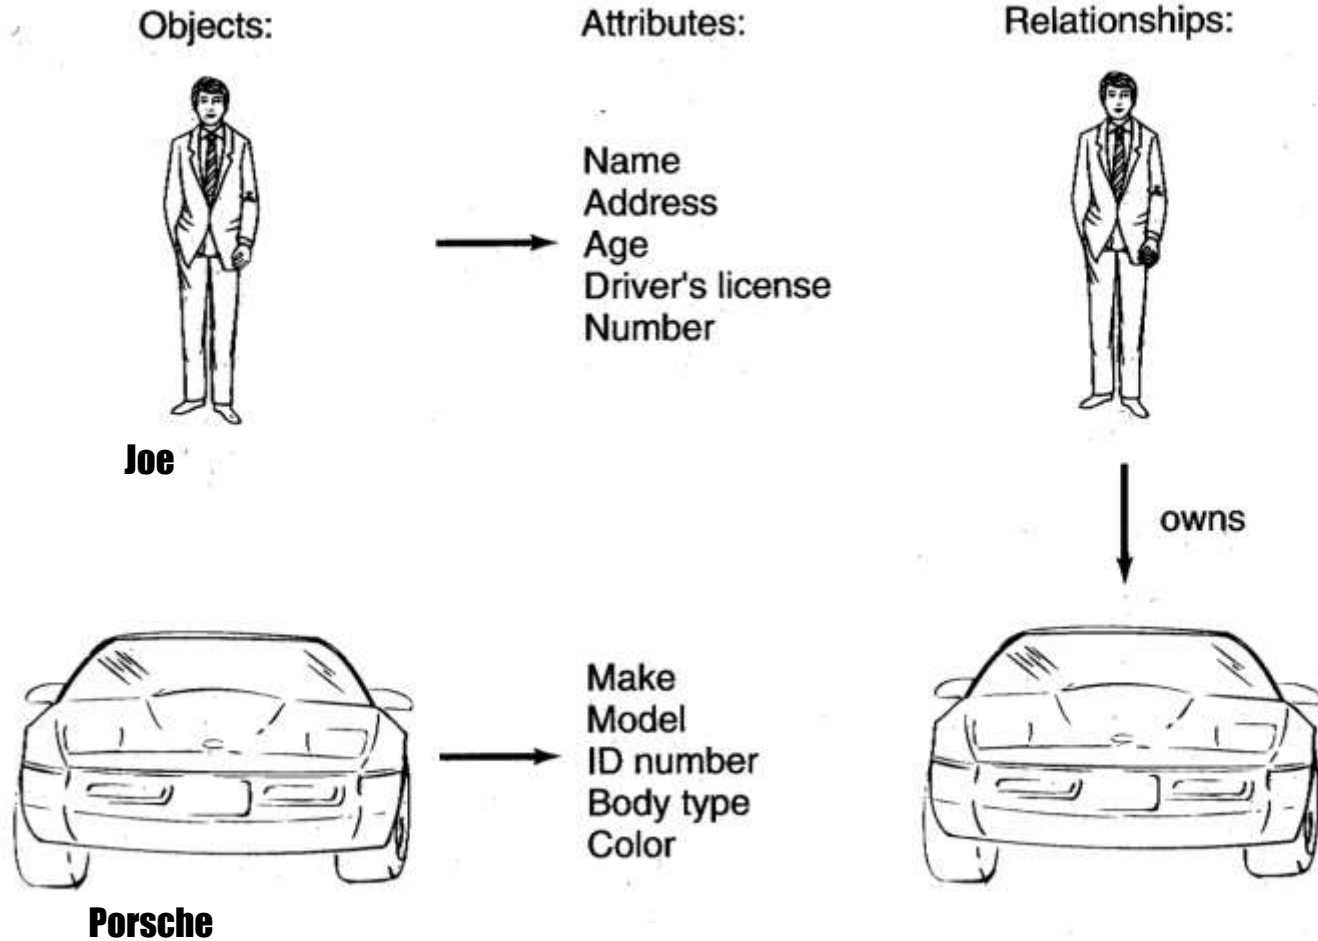 Objects:
Attributes:
Relationships:
Name
Address
Age
Driver's license
Number
Joe
owns
Make
Model
ID number
Body type
Color
Porsche